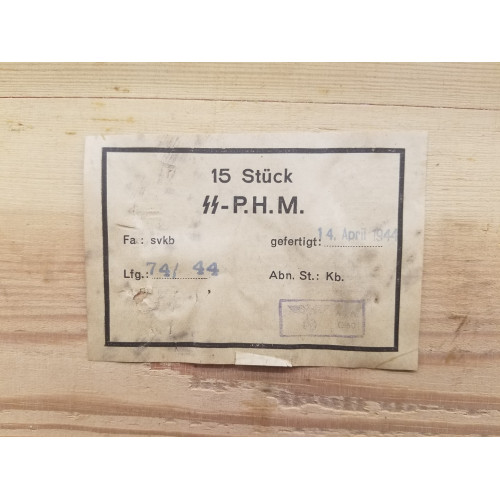 15 Stück
ᛋᛋ-P.H.M.
Fa: svkb
gefertigt: 14. April 1944
Lfg.: 74/ 44
Abn. St.: Kb.